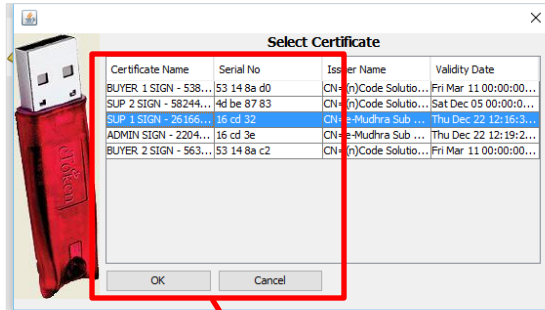 Select Certificate
Certificate Name Serial No Issuer Name Validity Date
BUYER 1 SIGN - 538... 53 14 8a d0 CN=(n)Code Solutio... Fri Mar 11 00:00:00...
SUP 2 SIGN - 58244... 4d be 87 83 CN=(n)Code Solutio... Sat Dec 05 00:00:0...
SUP 1 SIGN - 26166... 16 cd 32 CN=e-Mudhra Sub ... Thu Dec 22 12:16:3...
ADMIN SIGN - 2204... 16 cd 3e CN=e-Mudhra Sub ... Thu Dec 22 12:19:2...
BUYER 2 SIGN - 563... 53 14 8a c2 CN=(n)Code Solutio... Fri Mar 11 00:00:00...
eToken
OK Cancel